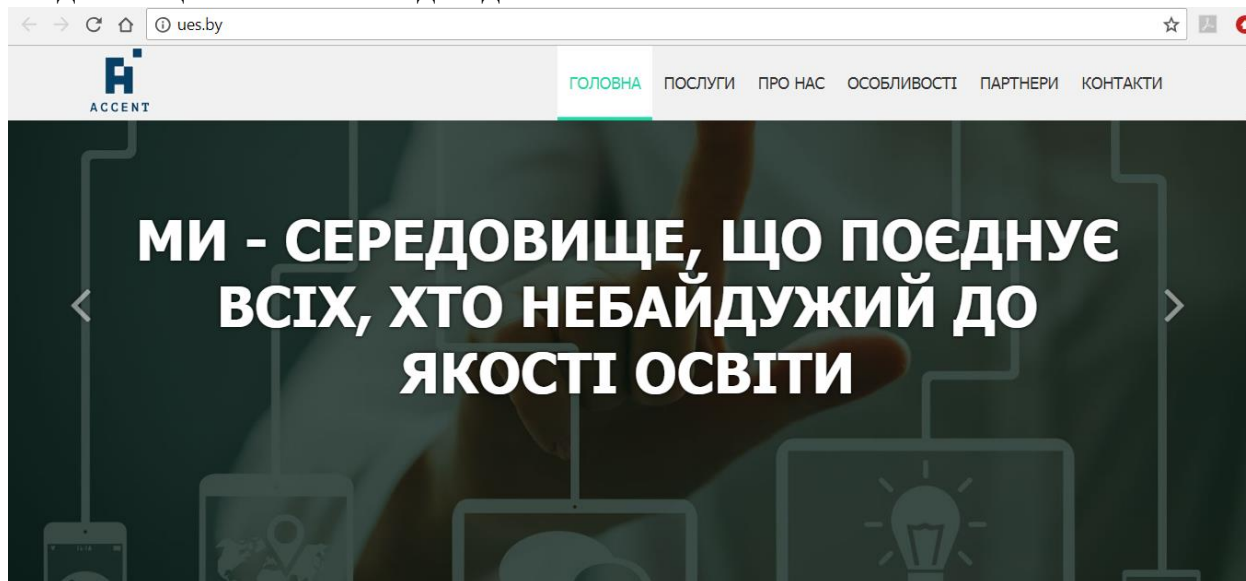 ues.by
ACCENT
ГОЛОВНА ПОСЛУГИ ПРО НАС ОСОБЛИВОСТІ ПАРТНЕРИ КОНТАКТИ
МИ - СЕРЕДОВИЩЕ, ЩО ПОЄДНУЄ
ВСІХ, ХТО НЕБАЙДУЖИЙ ДО
ЯКОСТІ ОСВІТИ